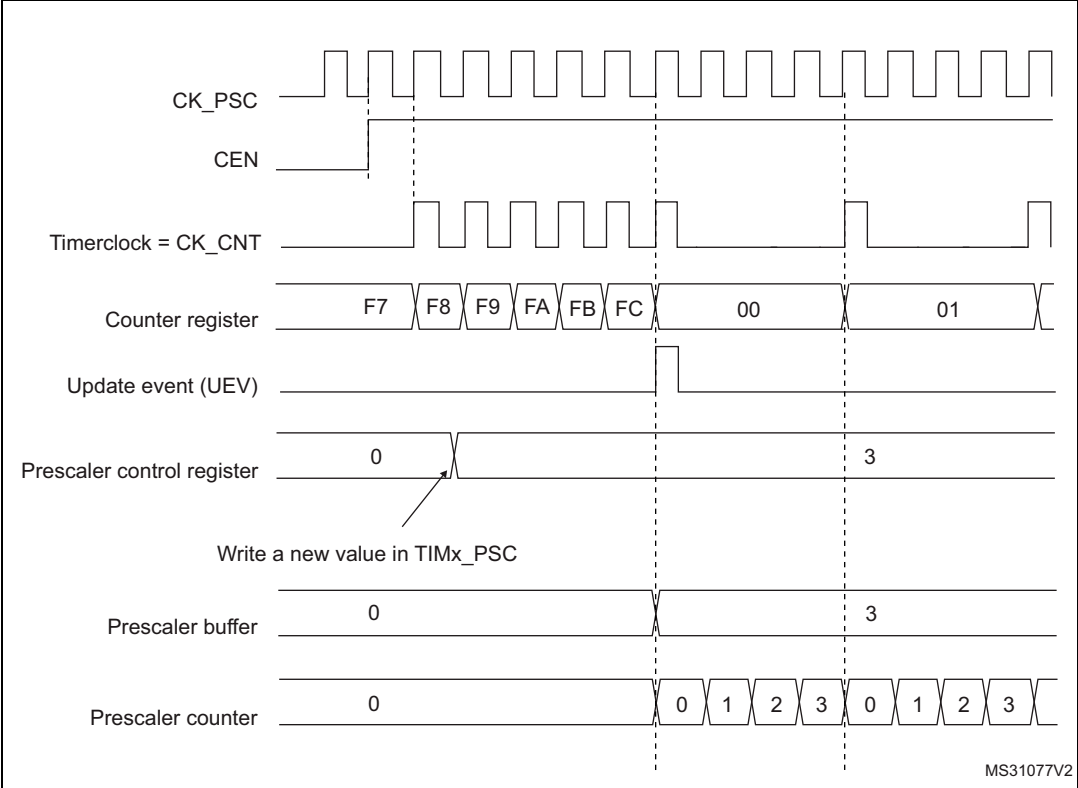 CK_PSC
CEN
Timerclock = CK_CNT
Counter register F7 F8 F9 FA FB FC 00 01
Update event (UEV)
Prescaler control register 0 3
Write a new value in TIMx_PSC
Prescaler buffer 0 3
Prescaler counter 0 0 1 2 3 0 1 2 3
MS31077V2